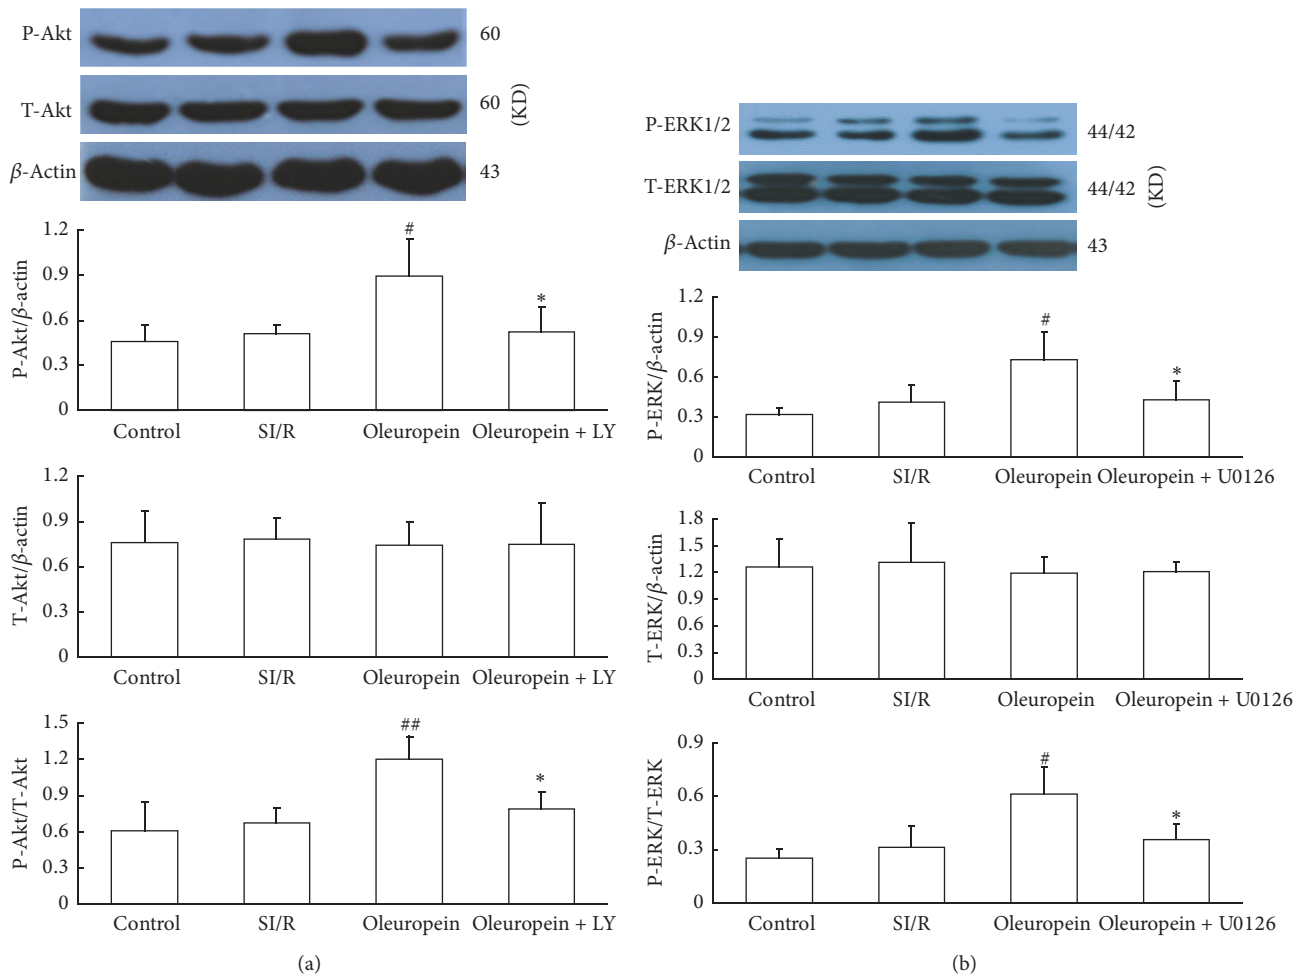 P-Akt
60
T-Akt
60
(KD)
β-Actin
43
1.2
0.9
0.6
0.3
0
P-Akt/β-actin
#
*
Control SI/R Oleuropein Oleuropein + LY
1.2
0.9
0.6
0.3
0
T-Akt/β-actin
Control SI/R Oleuropein Oleuropein + LY
1.5
1.2
0.9
0.6
0.3
0
P-Akt/T-Akt
##
*
Control SI/R Oleuropein Oleuropein + LY
(a)
P-ERK1/2
44/42
T-ERK1/2
44/42
(KD)
β-Actin
43
1.2
0.9
0.6
0.3
0
P-ERK/β-actin
#
*
Control SI/R Oleuropein Oleuropein + U0126
1.8
1.5
1.2
0.9
0.6
0.3
0
T-ERK/β-actin
Control SI/R Oleuropein Oleuropein + U0126
0.9
0.6
0.3
0
P-ERK/T-ERK
#
*
Control SI/R Oleuropein Oleuropein + U0126
(b)